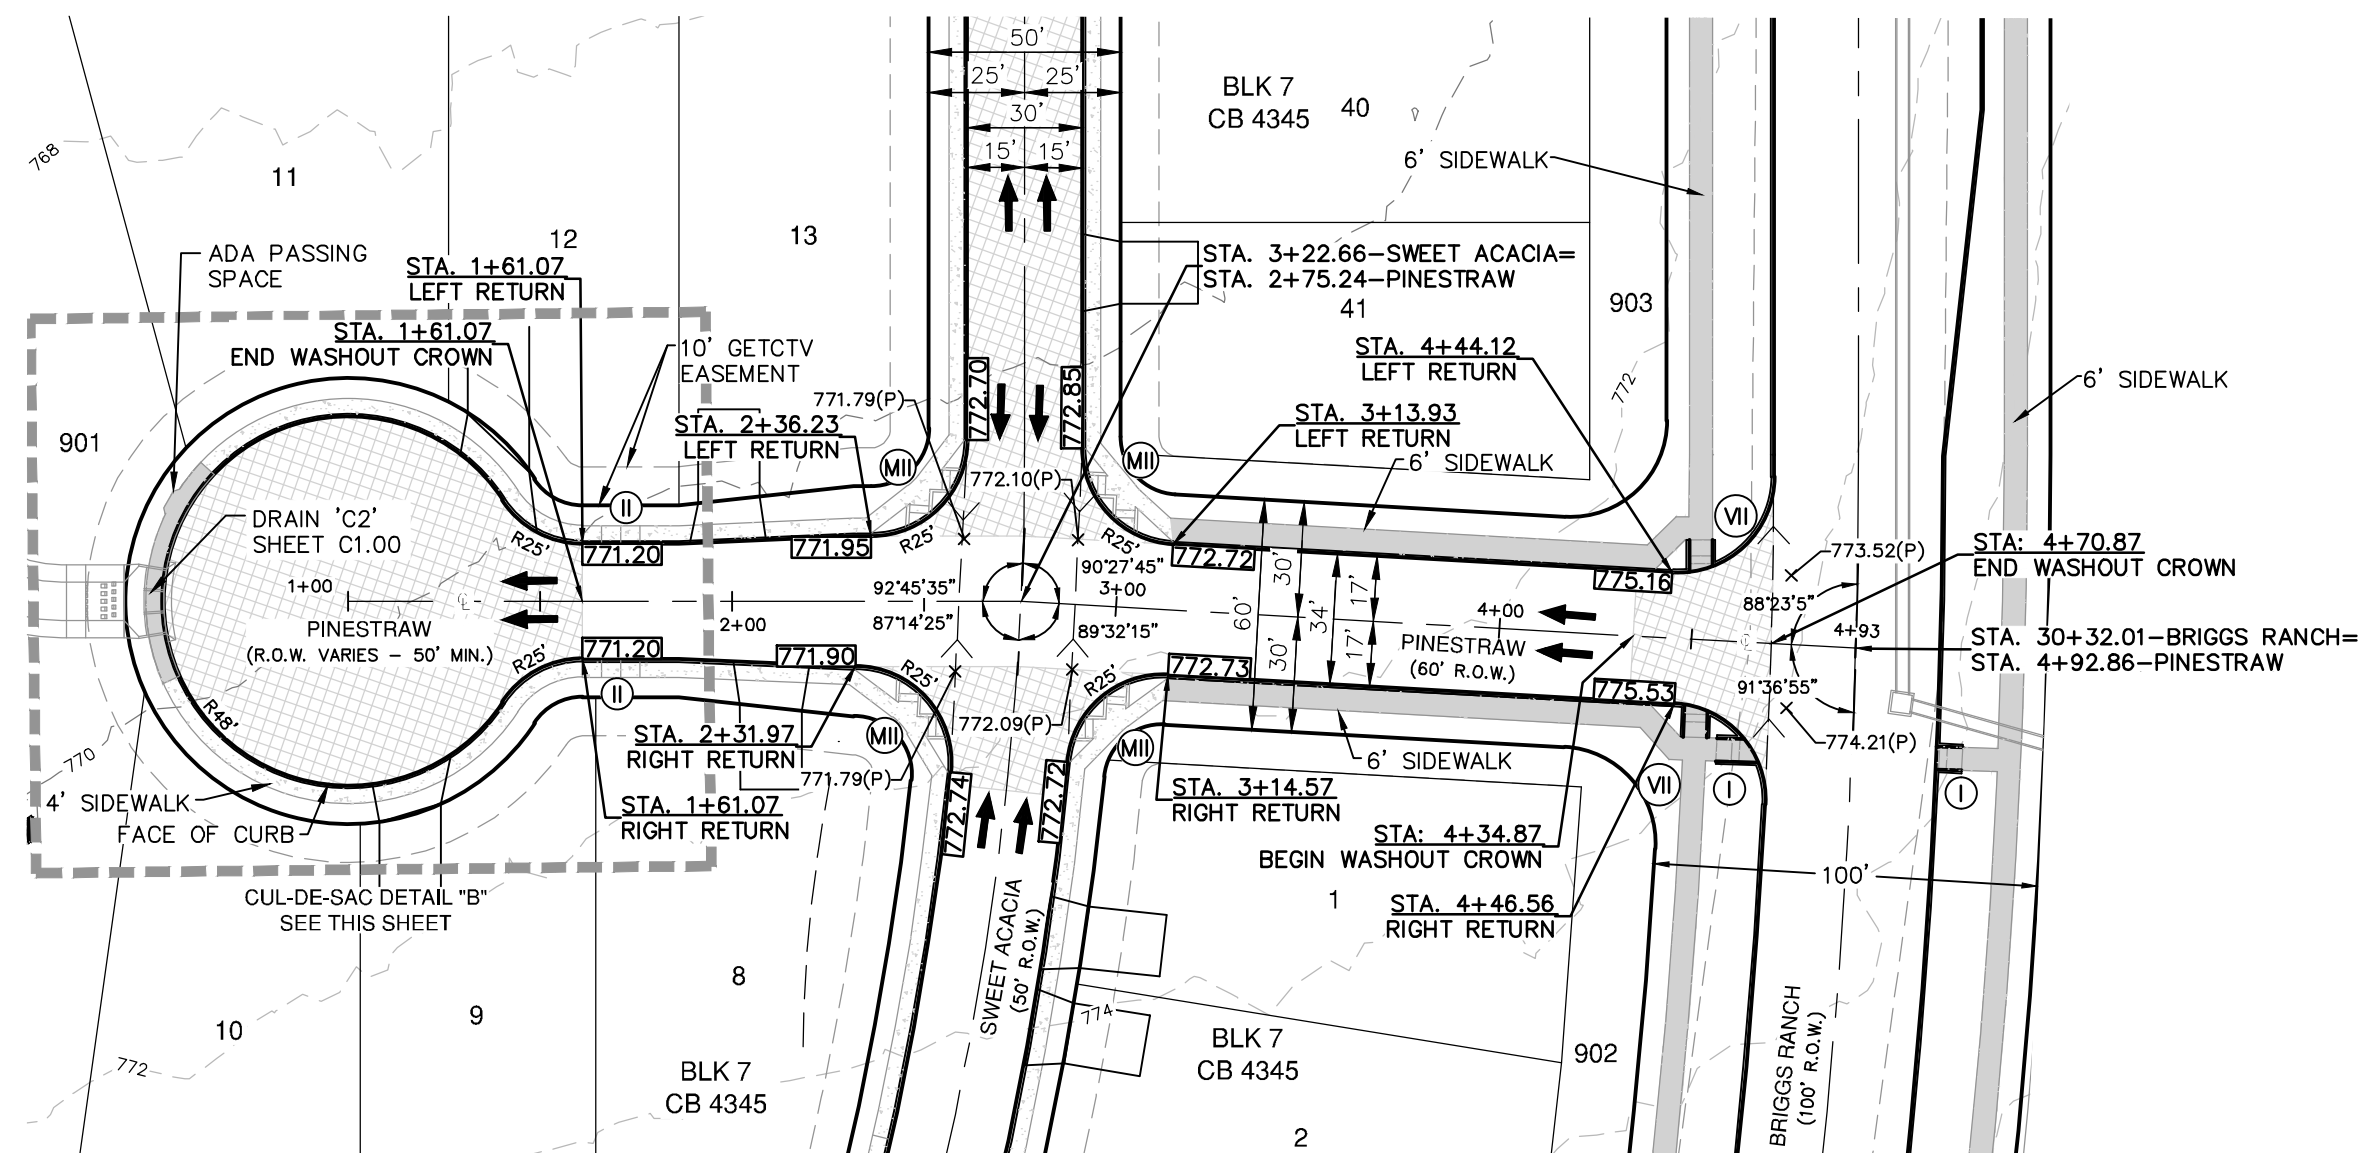 50'
25' 25'
30'
15' 15'
BLK 7
CB 4345
40
6' SIDEWALK
768
11
12
13
ADA PASSING
SPACE
STA. 1+61.07
LEFT RETURN
STA. 3+22.66-SWEET ACACIA=
STA. 2+75.24-PINESTRAW
41
903
STA. 1+61.07
END WASHOUT CROWN
10' GETCTV
EASEMENT
STA. 4+44.12
LEFT RETURN
772
6' SIDEWALK
772.70
772.85
771.79(P)
STA. 2+36.23
LEFT RETURN
STA. 3+13.93
LEFT RETURN
901
MII
MII
6' SIDEWALK
772.10(P)
II
VII
DRAIN 'C2'
SHEET C1.00
R25'
771.20
771.95
R25'
R25'
772.72
773.52(P)
STA: 4+70.87
END WASHOUT CROWN
1+00
℄
92°45'35"
90°27'45"
3+00
775.16
88°23'5"
60'
30'
30'
34'
17'
17'
4+00
PINESTRAW
(R.O.W. VARIES - 50' MIN.)
2+00
87°14'25"
89°32'15"
PINESTRAW
(60' R.O.W.)
℄
4+93
STA. 30+32.01-BRIGGS RANCH=
STA. 4+92.86-PINESTRAW
R25'
771.20
771.90
R25'
R25'
772.73
775.53
91°36'55"
II
R48'
772.09(P)
MII
MII
774.21(P)
STA. 2+31.97
RIGHT RETURN
771.79(P)
6' SIDEWALK
770
4' SIDEWALK
FACE OF CURB
STA. 1+61.07
RIGHT RETURN
772.74
772.72
STA. 3+14.57
RIGHT RETURN
VII
I
I
STA: 4+34.87
BEGIN WASHOUT CROWN
100'
CUL-DE-SAC DETAIL "B"
SEE THIS SHEET
1
STA. 4+46.56
RIGHT RETURN
SWEET ACACIA
(50' R.O.W.)
8
774
10
9
772
BLK 7
CB 4345
BLK 7
CB 4345
902
BRIGGS RANCH
(100' R.O.W.)
2